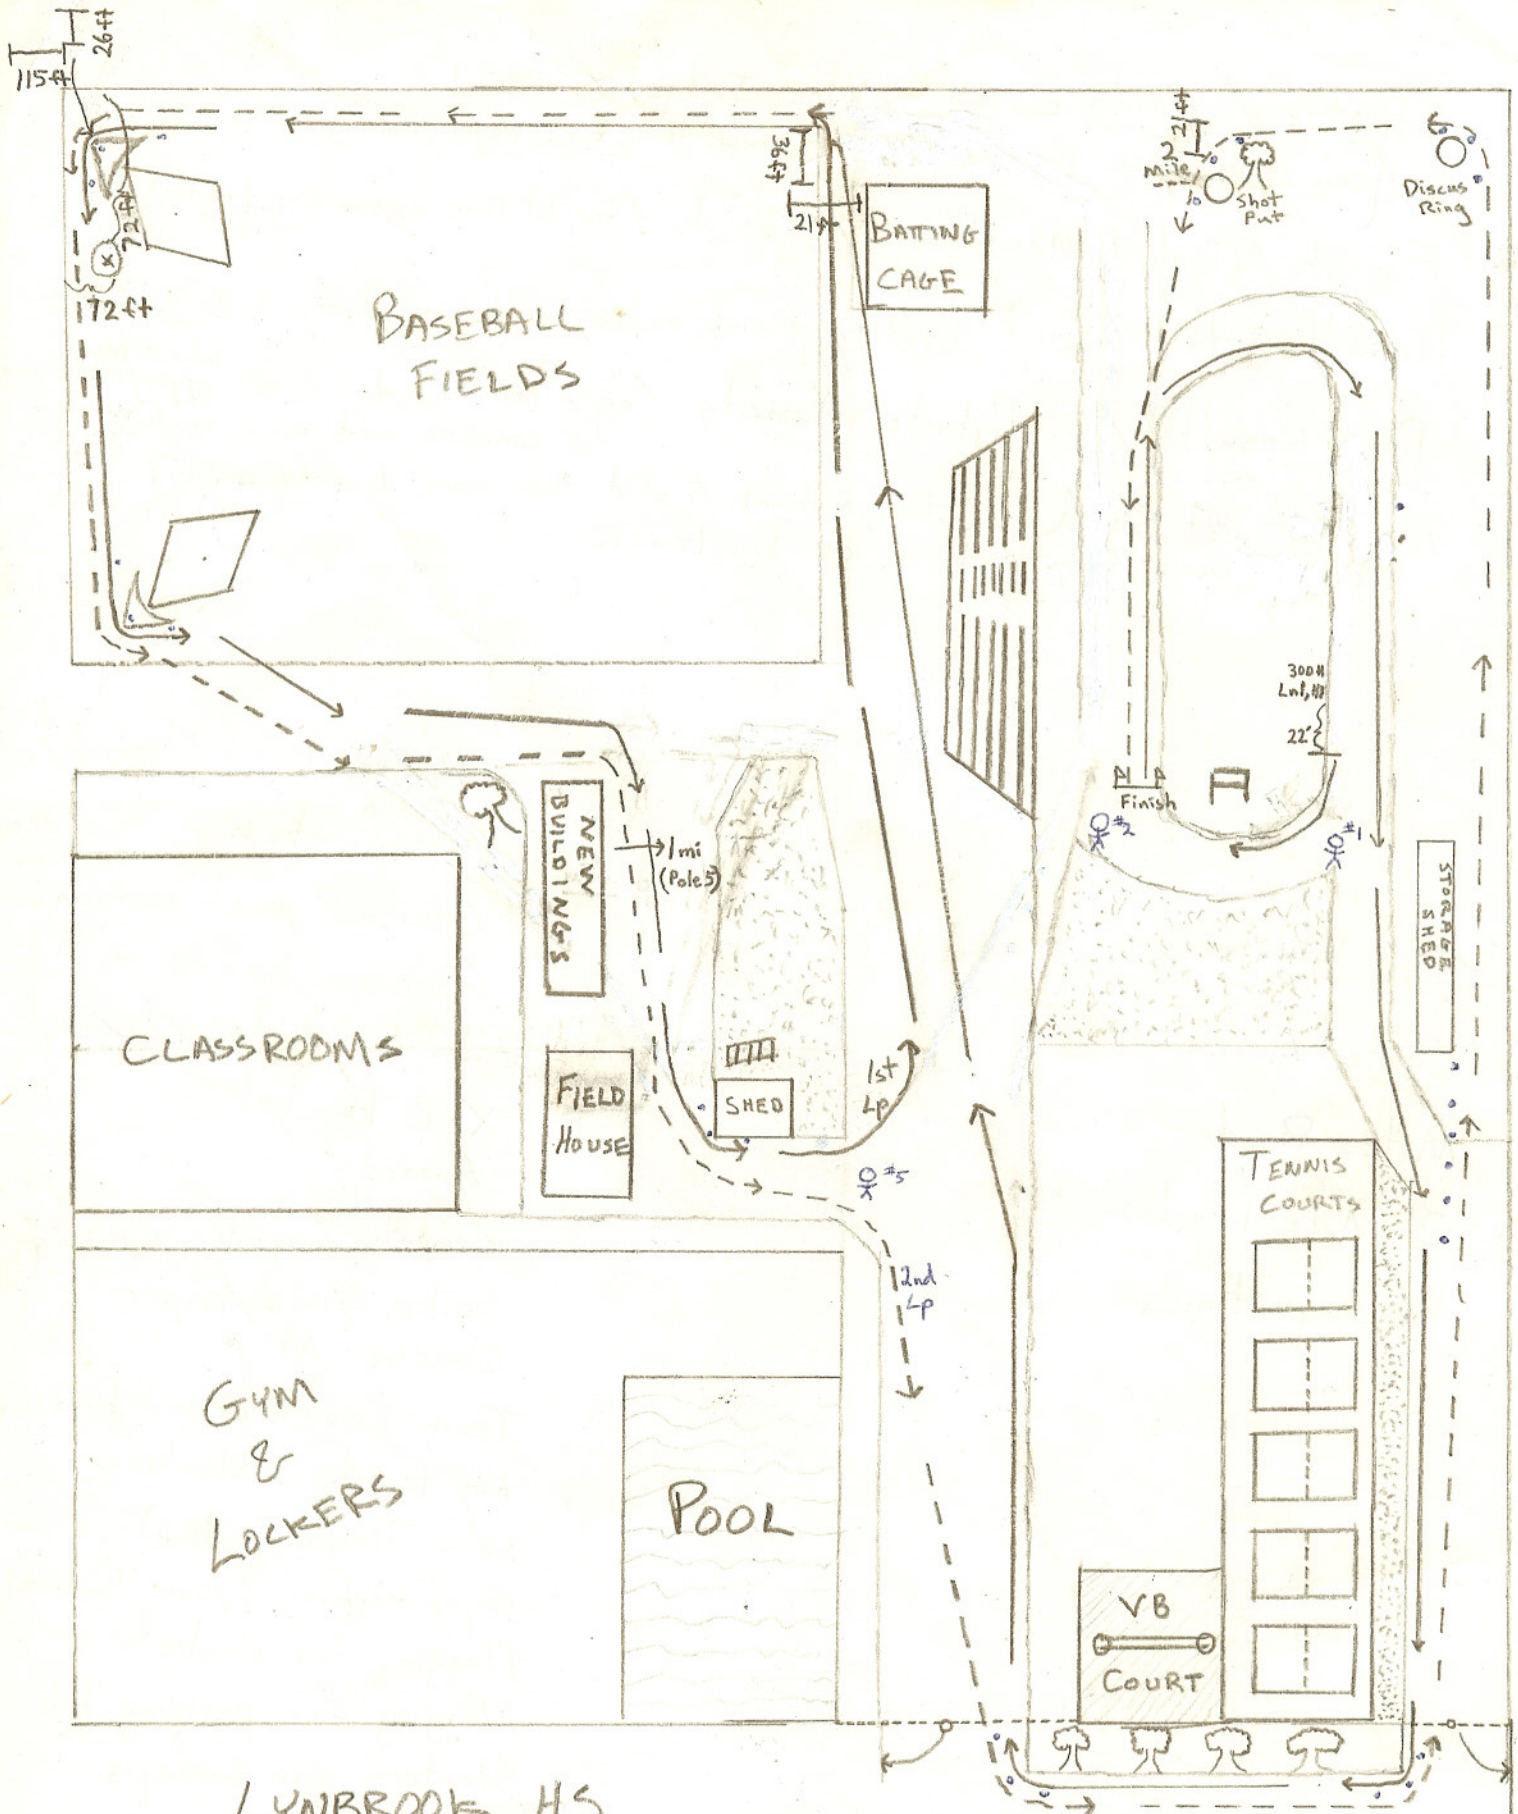 26ft
115ft
36ft
21ft
BATTING
CAGE
21ft
2
mile
Shot
Put
Discus
Ring
72ft
x
172ft
BASEBALL
FIELDS
22'
Finish
#2
#1
NEW
BUILDINGS
1mi
(Pole 5)
STORAGE
SHED
CLASSROOMS
FIELD
HOUSE
SHED
1st
Lp
#5
TENNIS
COURTS
2nd
Lp
GYM
&
LOCKERS
POOL
VB
COURT
LYNBROOK HS